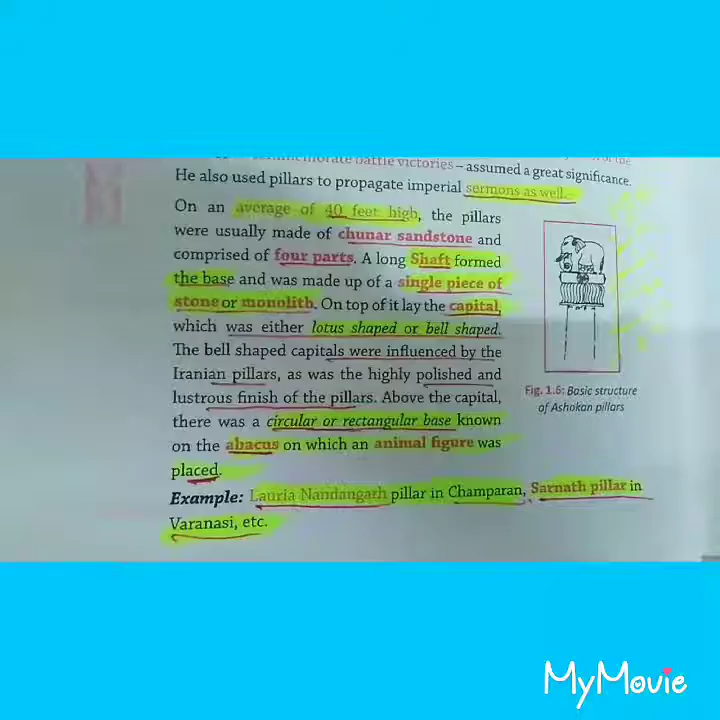 commemorate battle victories – assumed a great significance.
He also used pillars to propagate imperial sermons as well.
On an average of 40 feet high, the pillars
were usually made of chunar sandstone and
comprised of four parts. A long Shaft formed
the base and was made up of a single piece of
stone or monolith. On top of it lay the capital,
which was either lotus shaped or bell shaped.
The bell shaped capitals were influenced by the
Iranian pillars, as was the highly polished and
lustrous finish of the pillars. Above the capital,
there was a circular or rectangular base known
on the abacus on which an animal figure was
placed.
Fig. 1.6: Basic structure
of Ashokan pillars
Example: Lauria Nandangarh pillar in Champaran, Sarnath pillar in
Varanasi, etc.
MyMovie